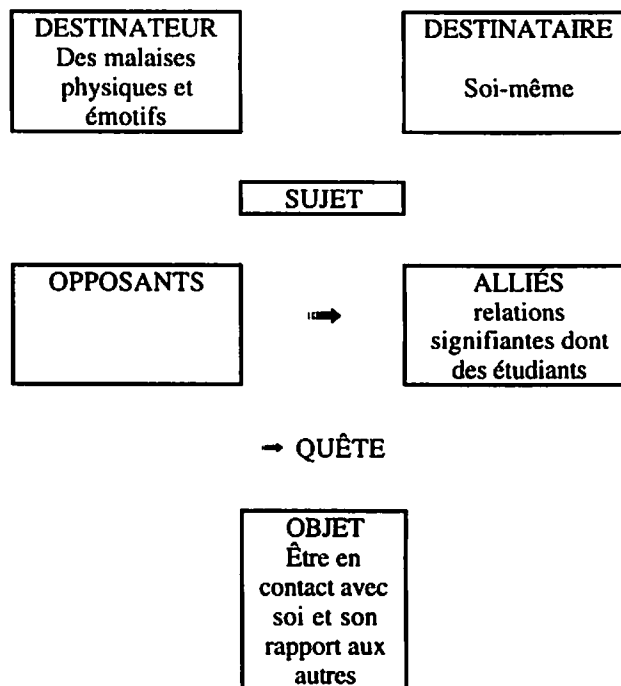 DESTINATEUR
Des malaises
physiques et
émotifs
DESTINATAIRE
Soi-même
SUJET
OPPOSANTS
ALLIÉS
relations
signifiantes dont
des étudiants
→ QUÊTE
OBJET
Être en
contact avec
soi et son
rapport aux
autres